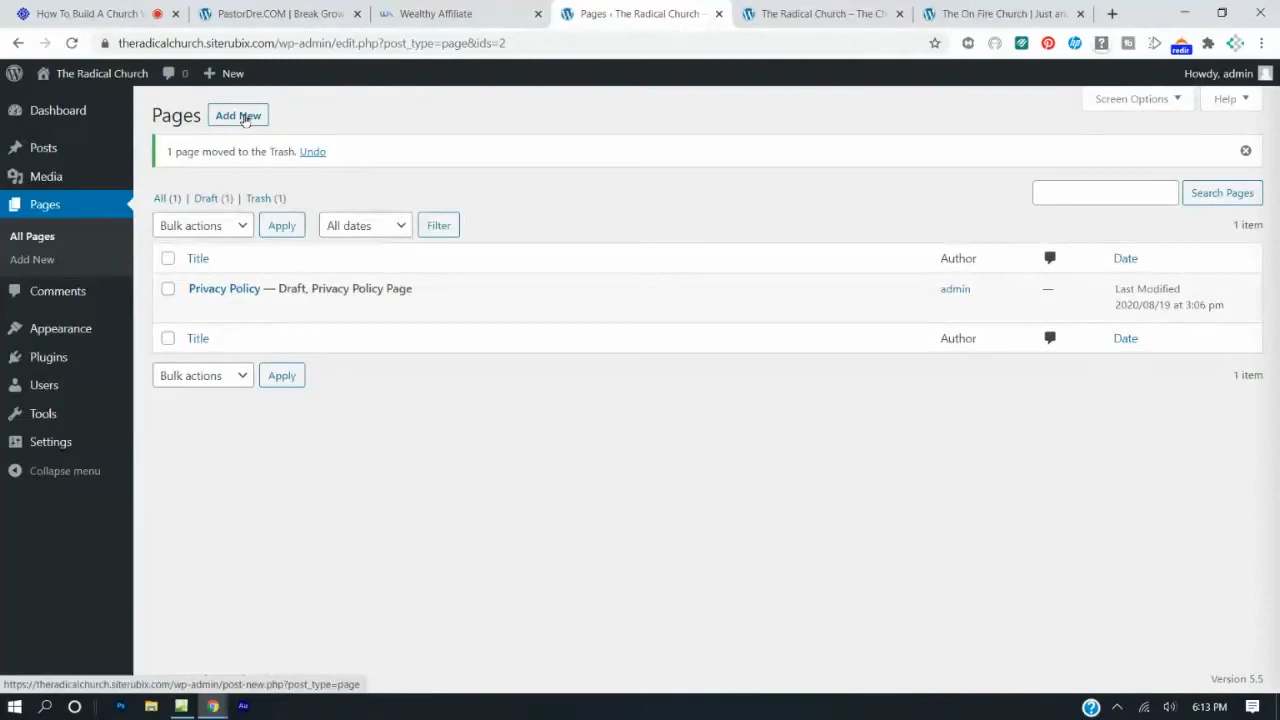 How To Build A Church W
PastorDre.COM | Break Grow
Wealthy Affiliate
Pages ‹ The Radical Church –
The Radical Church – The Ch
The On Fire Church | Just an
theradicalchurch.siterubix.com/wp-admin/edit.php?post_type=page&ids=2
redir
The Radical Church 0 New
Howdy, admin
Screen Options
Help
Dashboard
Posts
Media
Pages
All Pages
Add New
Comments
Appearance
Plugins
Users
Tools
Settings
Collapse menu
Pages Add New
1 page moved to the Trash. Undo
All (1) | Draft (1) | Trash (1)
Search Pages
Bulk actions Apply All dates Filter
1 item
Title Author Date
Privacy Policy — Draft, Privacy Policy Page admin — Last Modified
2020/08/19 at 3:06 pm
Title Author Date
Bulk actions Apply
1 item
Version 5.5
https://theradicalchurch.siterubix.com/wp-admin/post-new.php?post_type=page
Ps
Au
6:13 PM